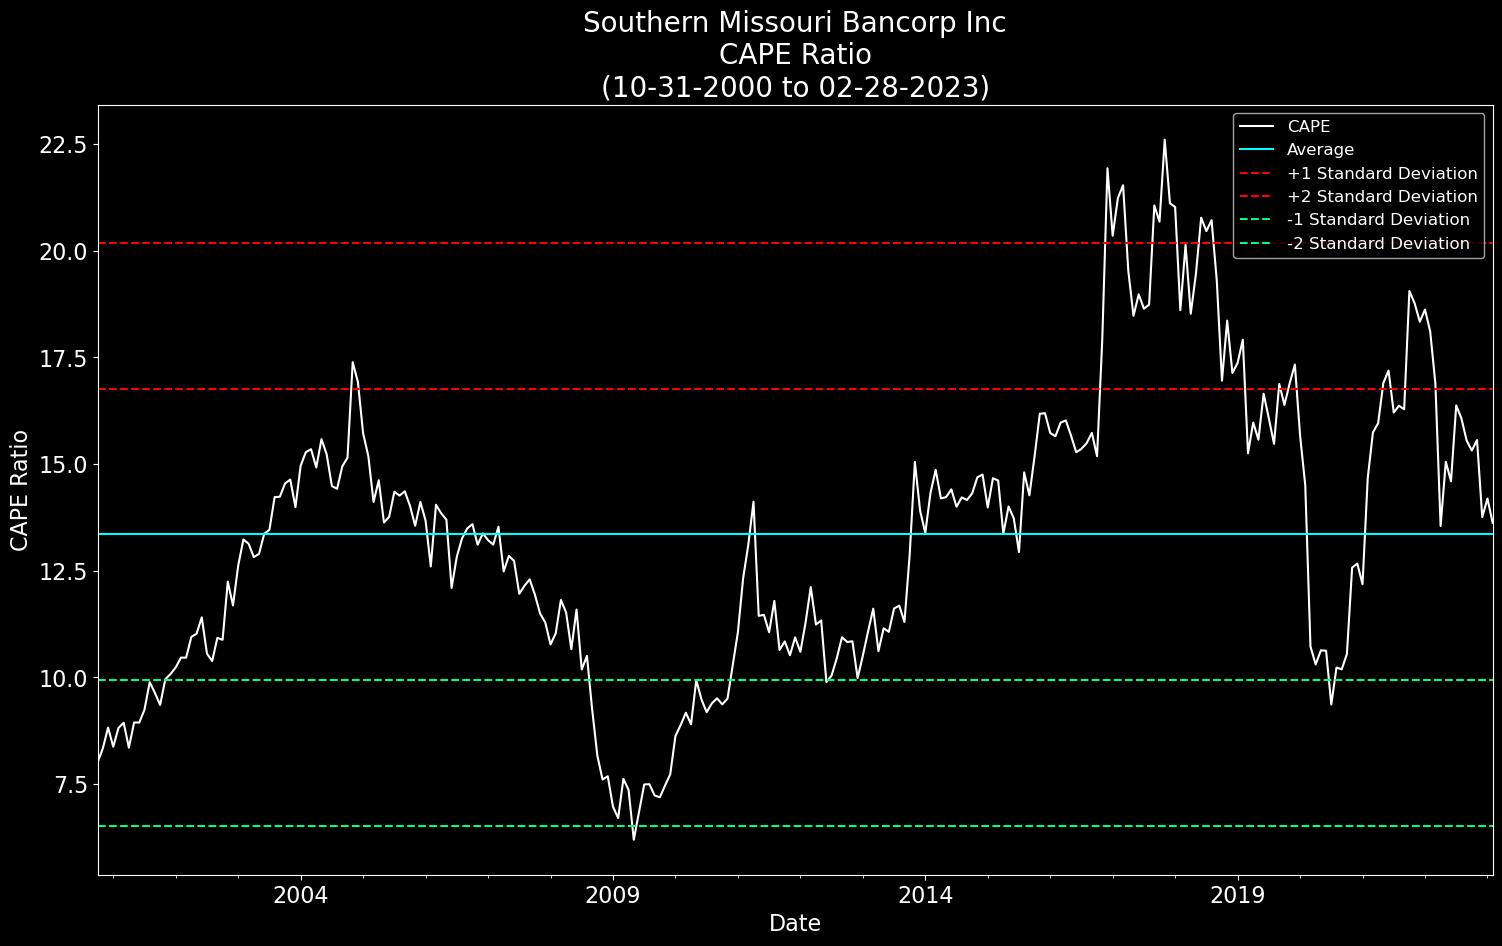 Southern Missouri Bancorp Inc
CAPE Ratio
(10-31-2000 to 02-28-2023)
CAPE
Average
+1 Standard Deviation
+2 Standard Deviation
-1 Standard Deviation
-2 Standard Deviation
CAPE Ratio
22.5
20.0
17.5
15.0
12.5
10.0
7.5
2004
2009
2014
2019
Date